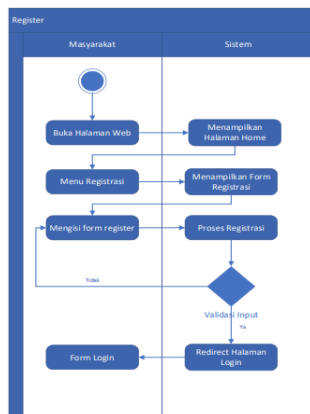 Register
Masyarakat
Sistem
Buka Halaman Web
Menampilkan
Halaman Home
Menu Registrasi
Menampilkan Form
Registrasi
Mengisi form register
Proses Registrasi
Tidak
Validasi Input
Ya
Form Login
Redirect Halaman
Login